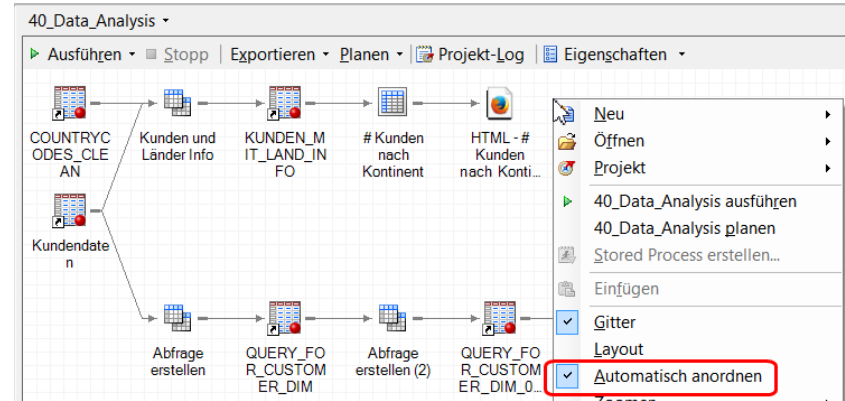 40_Data_Analysis
Ausführen
Stopp
Exportieren
Planen
Projekt-Log
Eigenschaften
COUNTRYC
ODES_CLE
AN
Kunden und
Länder Info
KUNDEN_M
IT_LAND_IN
FO
# Kunden
nach
Kontinent
HTML - #
Kunden
nach Konti...
Kundendate
n
Abfrage
erstellen
QUERY_FO
R_CUSTOM
ER_DIM
Abfrage
erstellen (2)
QUERY_FO
R_CUSTOM
ER_DIM_0...
Neu
Öffnen
Projekt
40_Data_Analysis ausführen
40_Data_Analysis planen
Stored Process erstellen...
Einfügen
Gitter
Layout
Automatisch anordnen